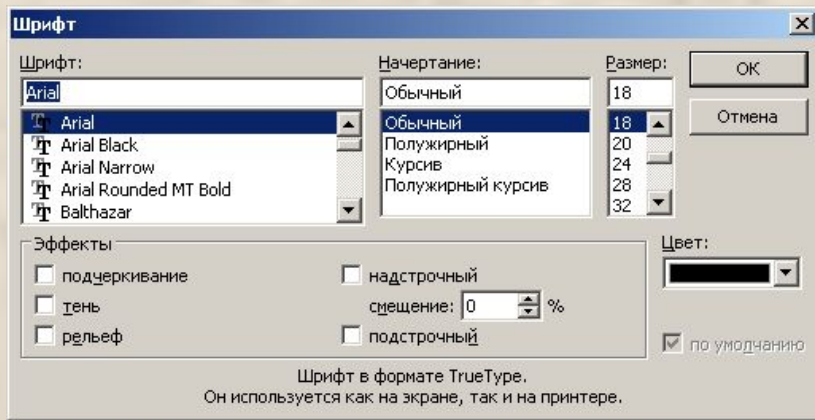 Шрифт
Шрифт: Начертание: Размер:
Arial Обычный 18 ОК
Arial Обычный 18 Отмена
Arial Black Полужирный 20
Arial Narrow Курсив 24
Arial Rounded MT Bold Полужирный курсив 28
Balthazar 32
Эффекты Цвет:
подчеркивание надстрочный
тень смещение: 0 %
рельеф подстрочный по умолчанию
Шрифт в формате TrueType.
Он используется как на экране, так и на принтере.